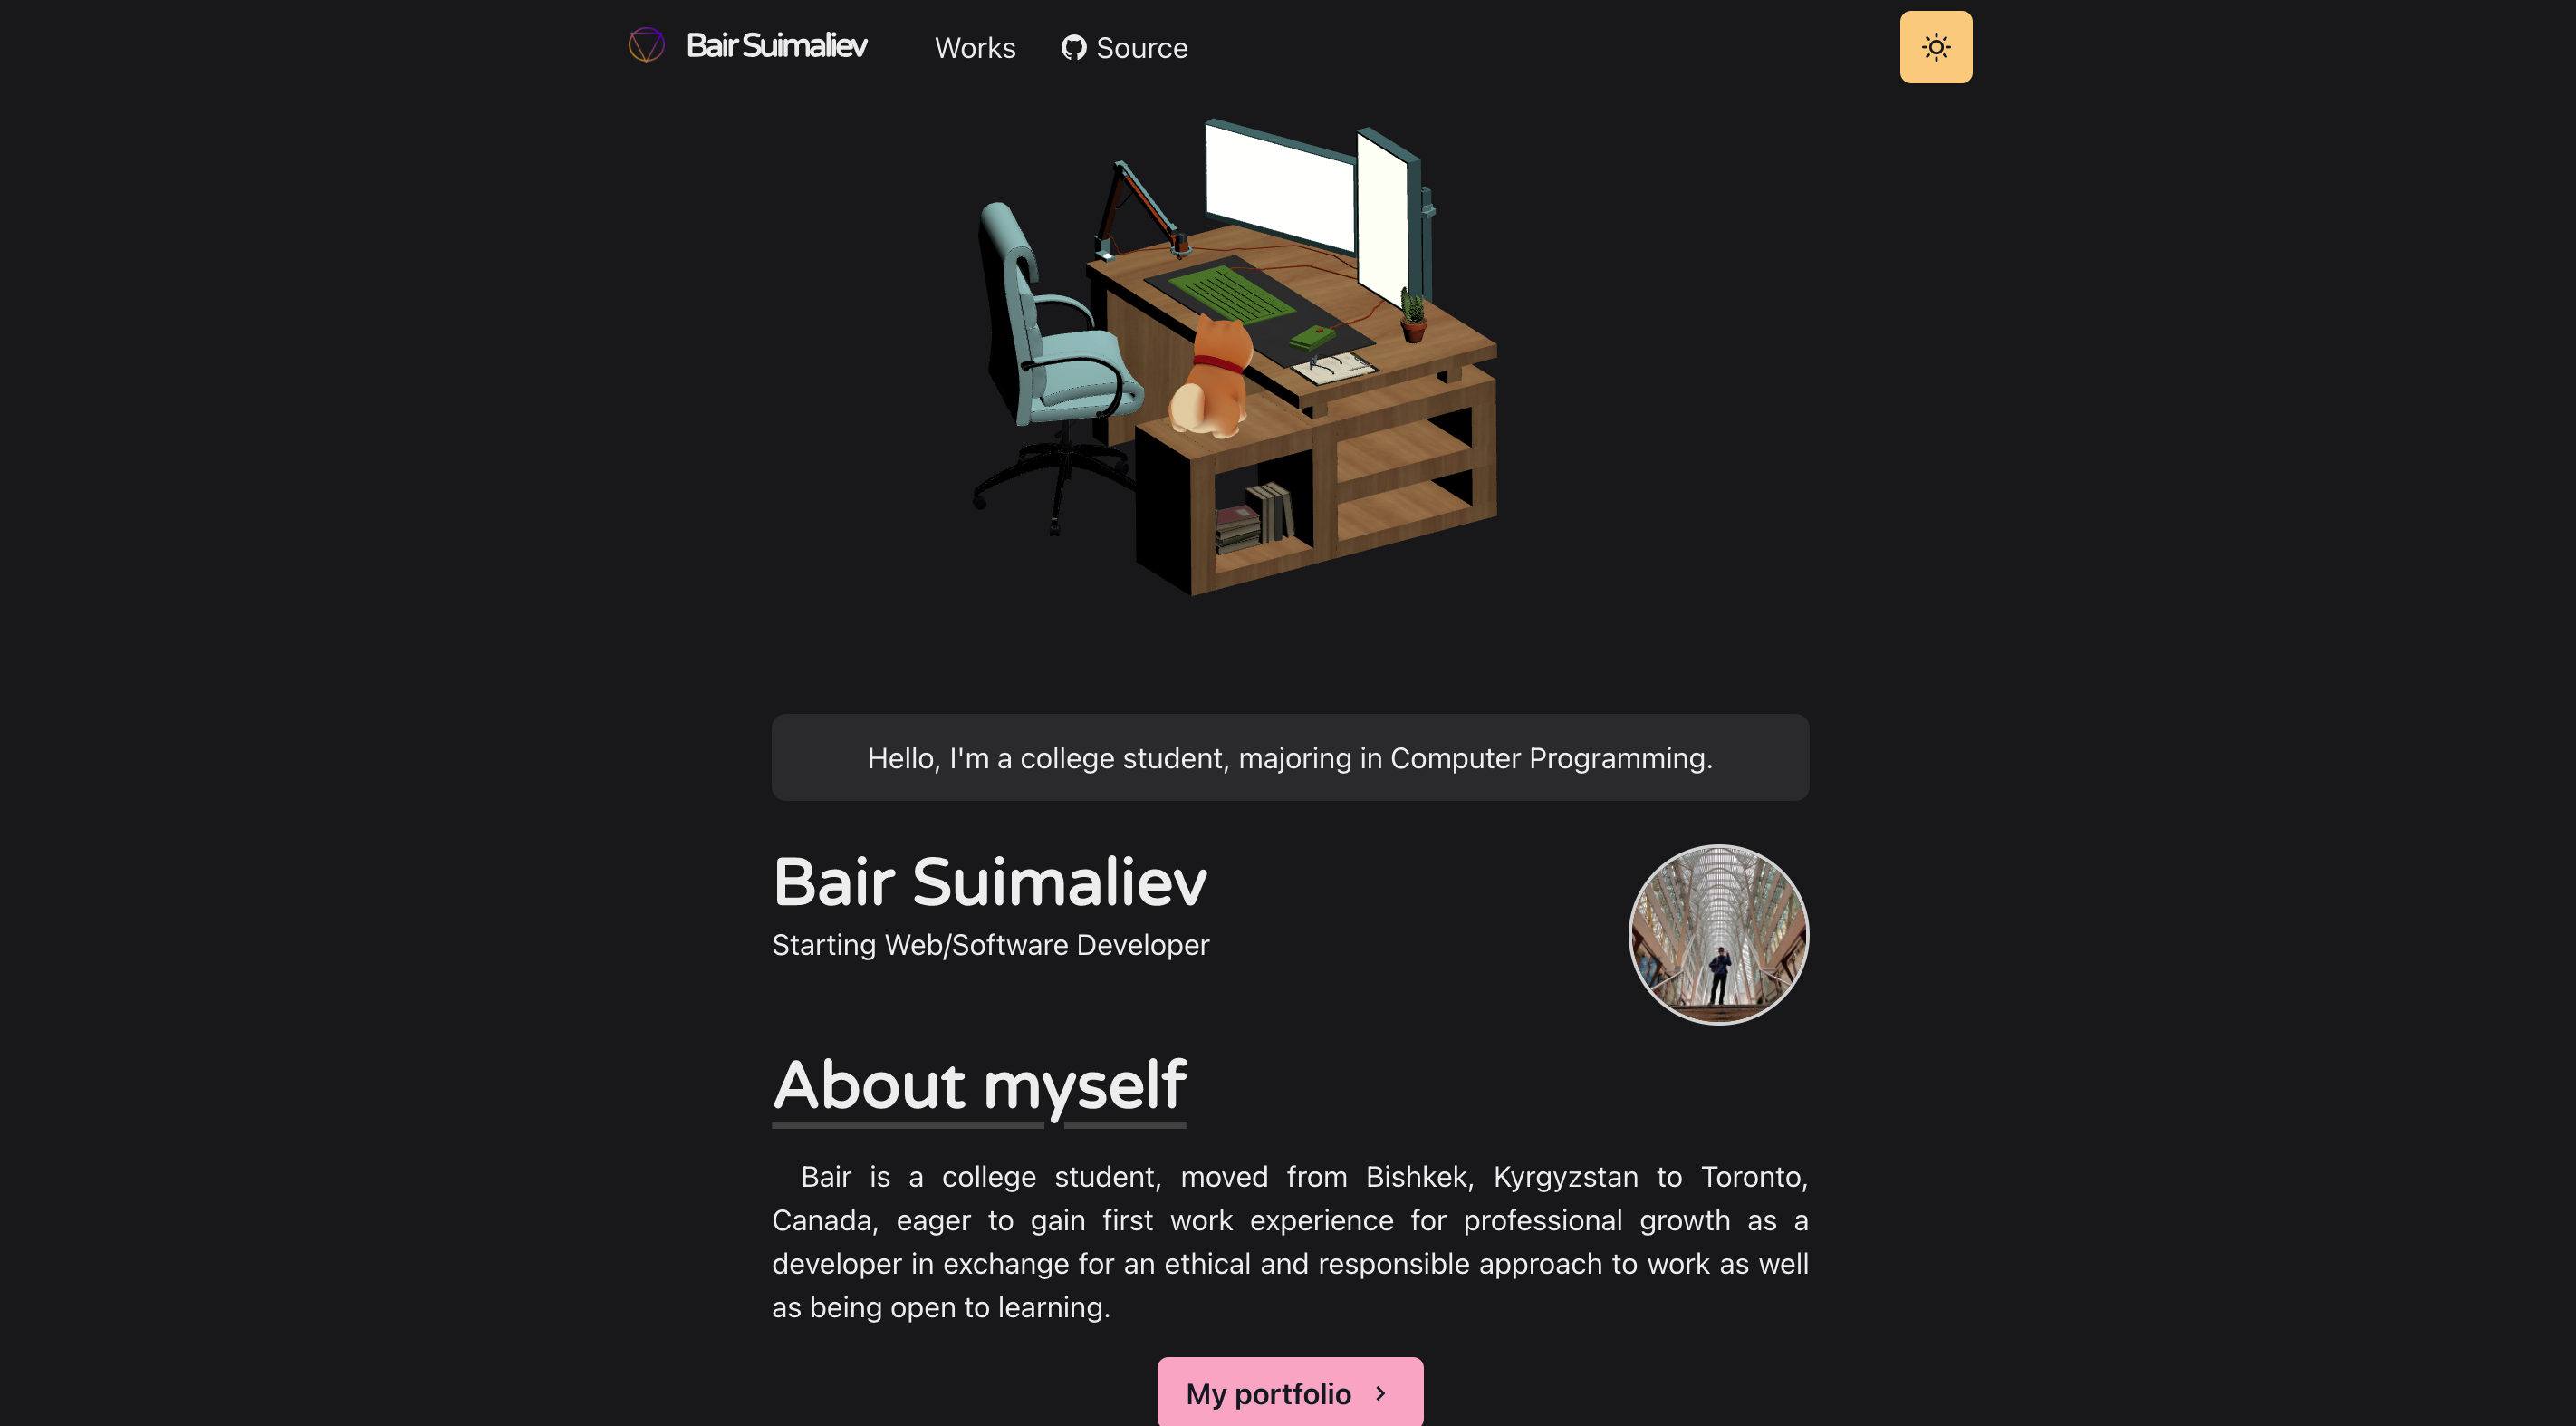 Bair Suimaliev Works Source
Hello, I'm a college student, majoring in Computer Programming.
Bair Suimaliev
Starting Web/Software Developer
About myself
Bair is a college student, moved from Bishkek, Kyrgyzstan to Toronto,
Canada, eager to gain first work experience for professional growth as a
developer in exchange for an ethical and responsible approach to work as well
as being open to learning.
My portfolio